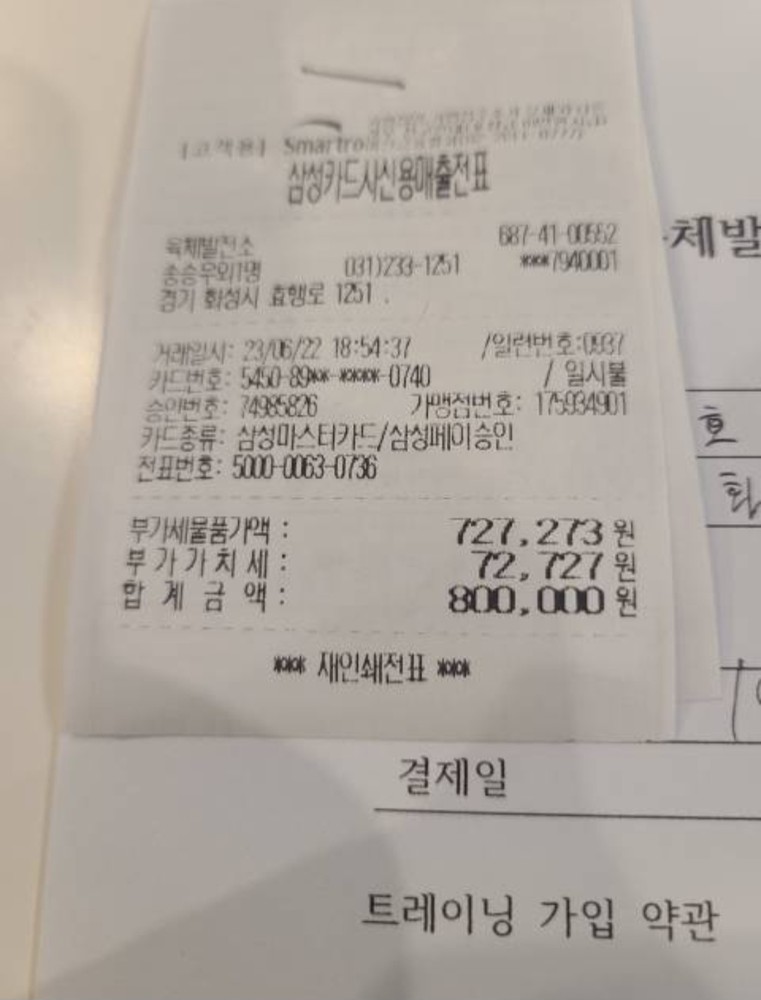 [고객용] Smartro
삼성카드사신용매출전표
육체발전소 687-41-00552
송승우외1명 031)233-1251 ***7940001
경기 화성시 효행로 1251 .
거래일시: 23/06/22 18:54:37 /일련번호:0937
카드번호: 5450-89**-****-0740 / 일시불
승인번호: 74985826 가맹점번호: 175934901
카드종류: 삼성마스터카드/삼성페이승인
전표번호: 5000-0063-0736
부가세물품가액 : 727,273 원
부 가 가 치 세 : 72,727 원
합 계 금 액 : 800,000 원
*** 재인쇄전표 ***
체발
호
화
결제일
트레이닝 가입 약관